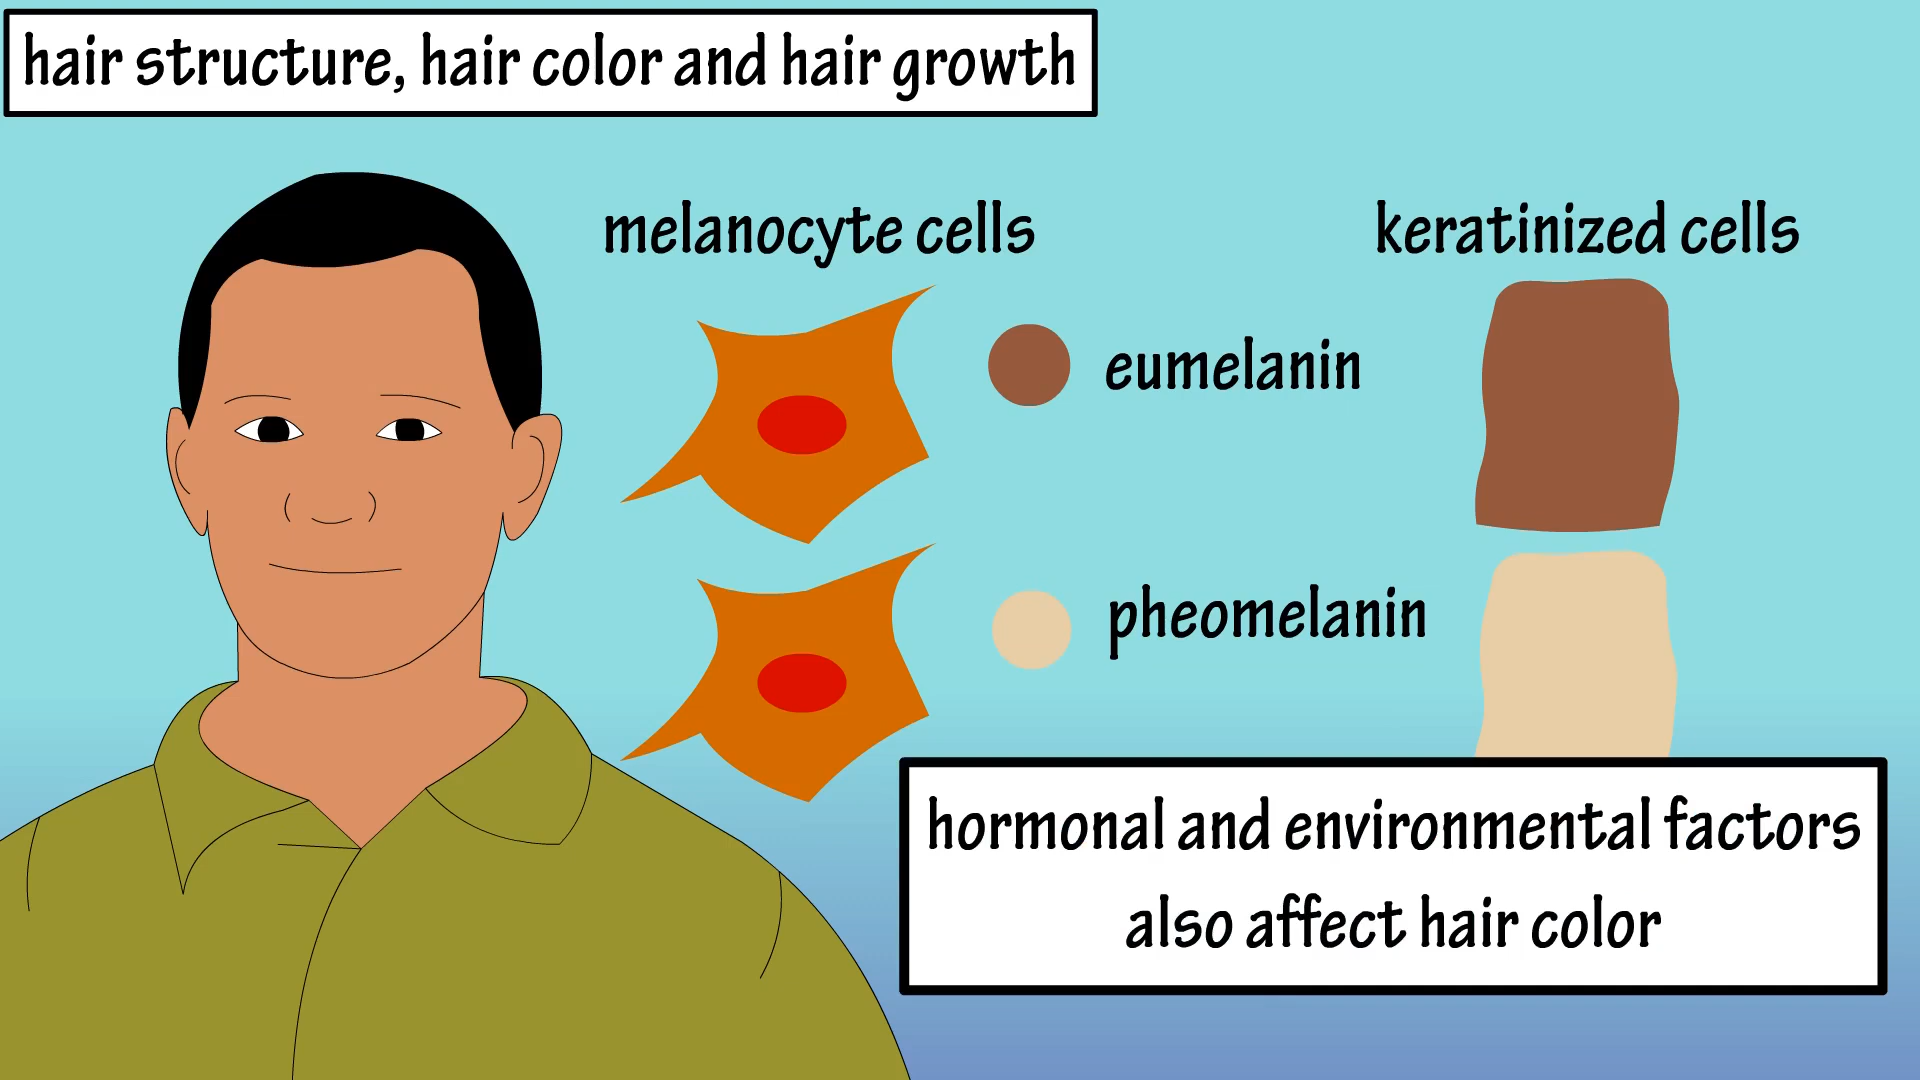 hair structure, hair color and hair growth
melanocyte cells
keratinized cells
eumelanin
pheomelanin
hormonal and environmental factors
also affect hair color